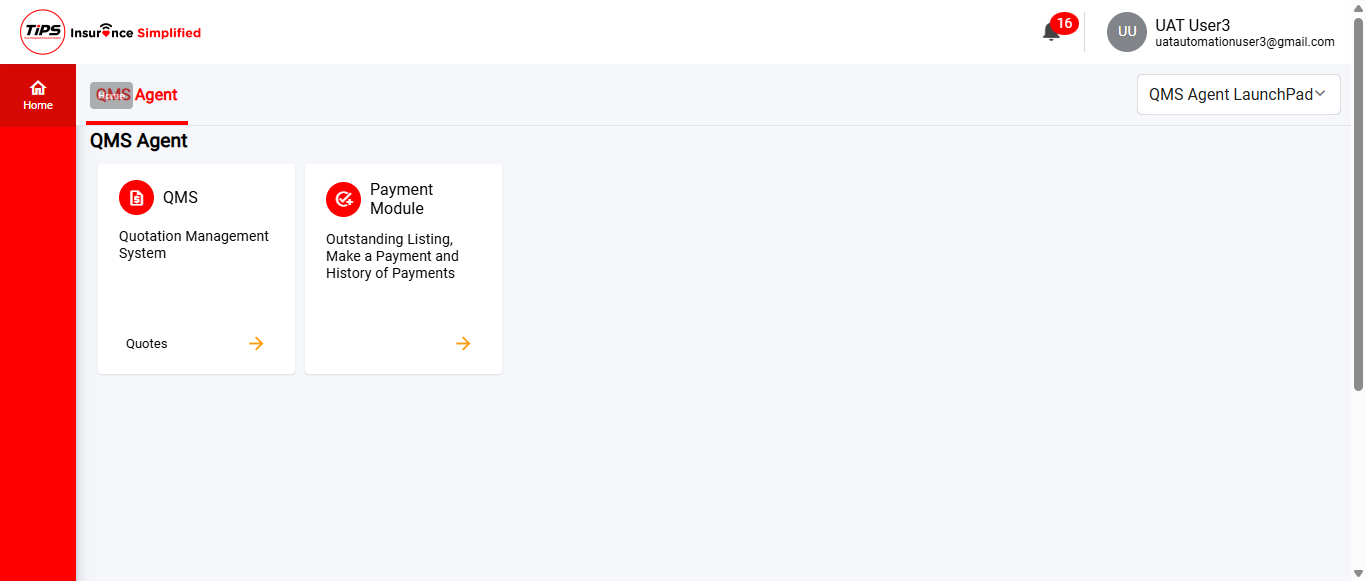 TiPS Insurance Simplified
16
UU
UAT User3
uatautomationuser3@gmail.com
Home
QMS Agent
Home
QMS Agent LaunchPad
QMS Agent
QMS
Quotation Management
System
Quotes
Payment
Module
Outstanding Listing,
Make a Payment and
History of Payments